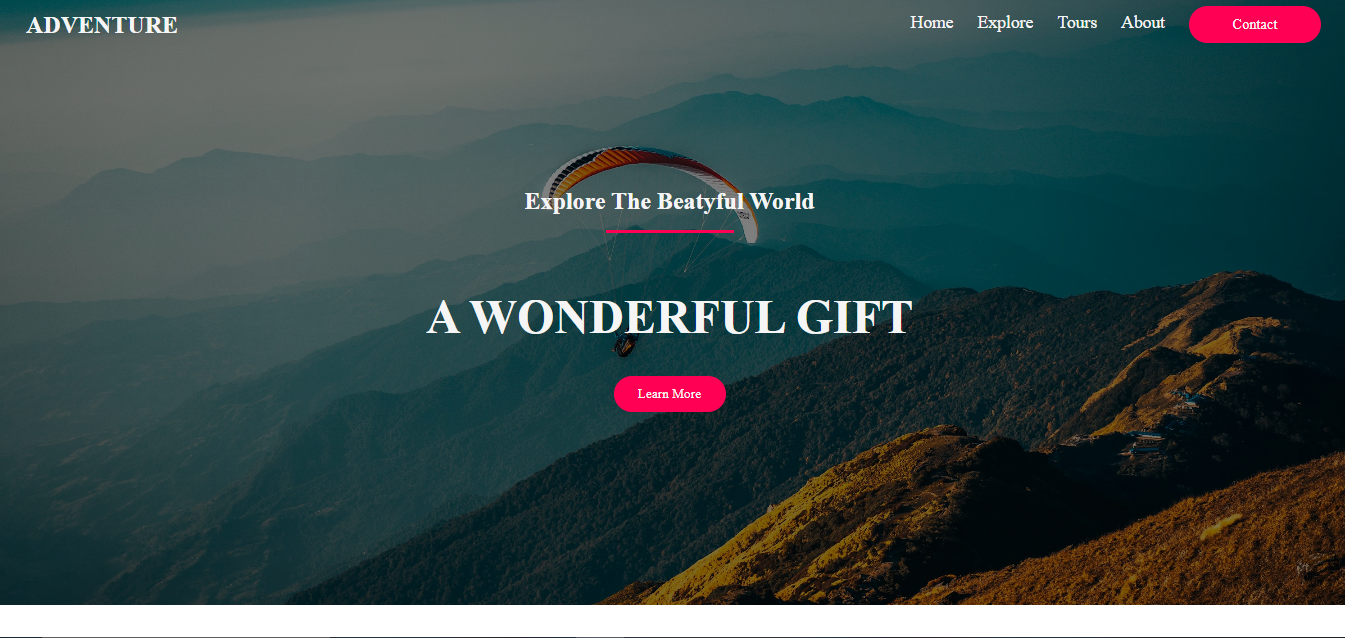 ADVENTURE
Home Explore Tours About Contact
Explore The Beatyful World
A WONDERFUL GIFT
Learn More